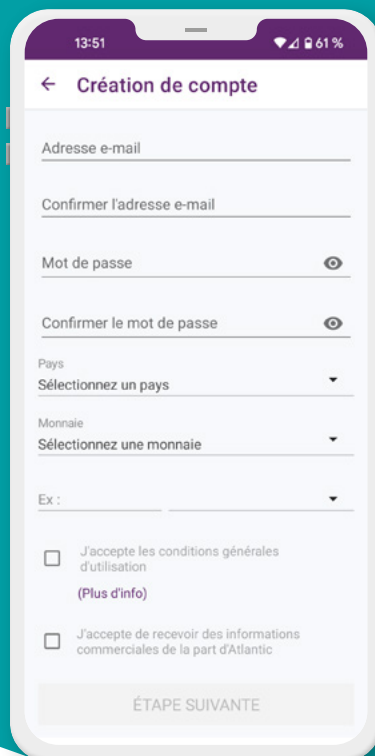 13:51
61 %
Création de compte
Adresse e-mail
Confirmer l'adresse e-mail
Mot de passe
Confirmer le mot de passe
Pays
Sélectionnez un pays
Monnaie
Sélectionnez une monnaie
Ex :
J'accepte les conditions générales
d'utilisation
(Plus d'info)
J'accepte de recevoir des informations
commerciales de la part d'Atlantic
ÉTAPE SUIVANTE